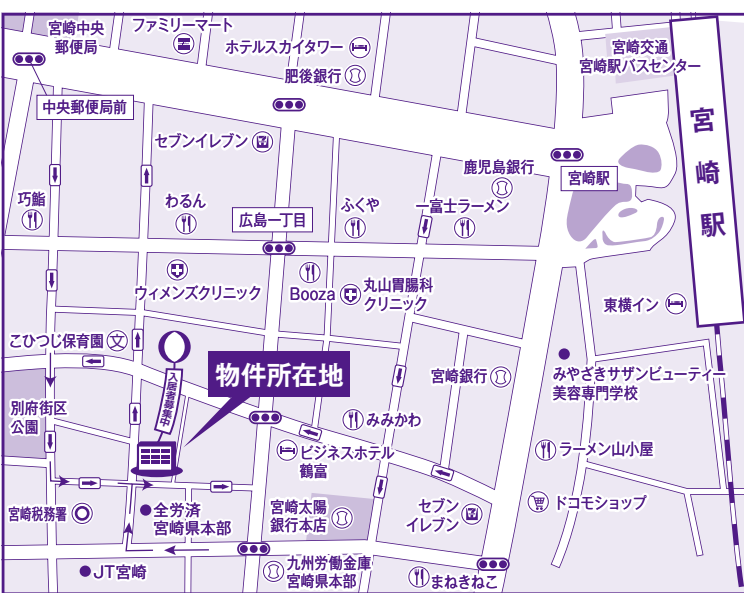 宮崎中央
郵便局
ファミリーマート
ホテルスカイタワー
肥後銀行
宮崎交通
宮崎駅バスセンター
中央郵便局前
セブンイレブン
宮崎駅
鹿児島銀行
宮崎駅
巧鮨
わるん
広島一丁目
ふくや
一富士ラーメン
ウィメンズクリニック
Booza
丸山胃腸科
クリニック
東横イン
こひつじ保育園
文
物件所在地
入居者募集中
宮崎銀行
みやざきサザンビューティー
美容専門学校
別府街区
公園
みみかわ
ビジネスホテル
鶴富
ラーメン山小屋
宮崎税務署
全労済
宮崎県本部
宮崎太陽
銀行本店
セブン
イレブン
ドコモショップ
JT宮崎
九州労働金庫
宮崎県本部
まねきねこ